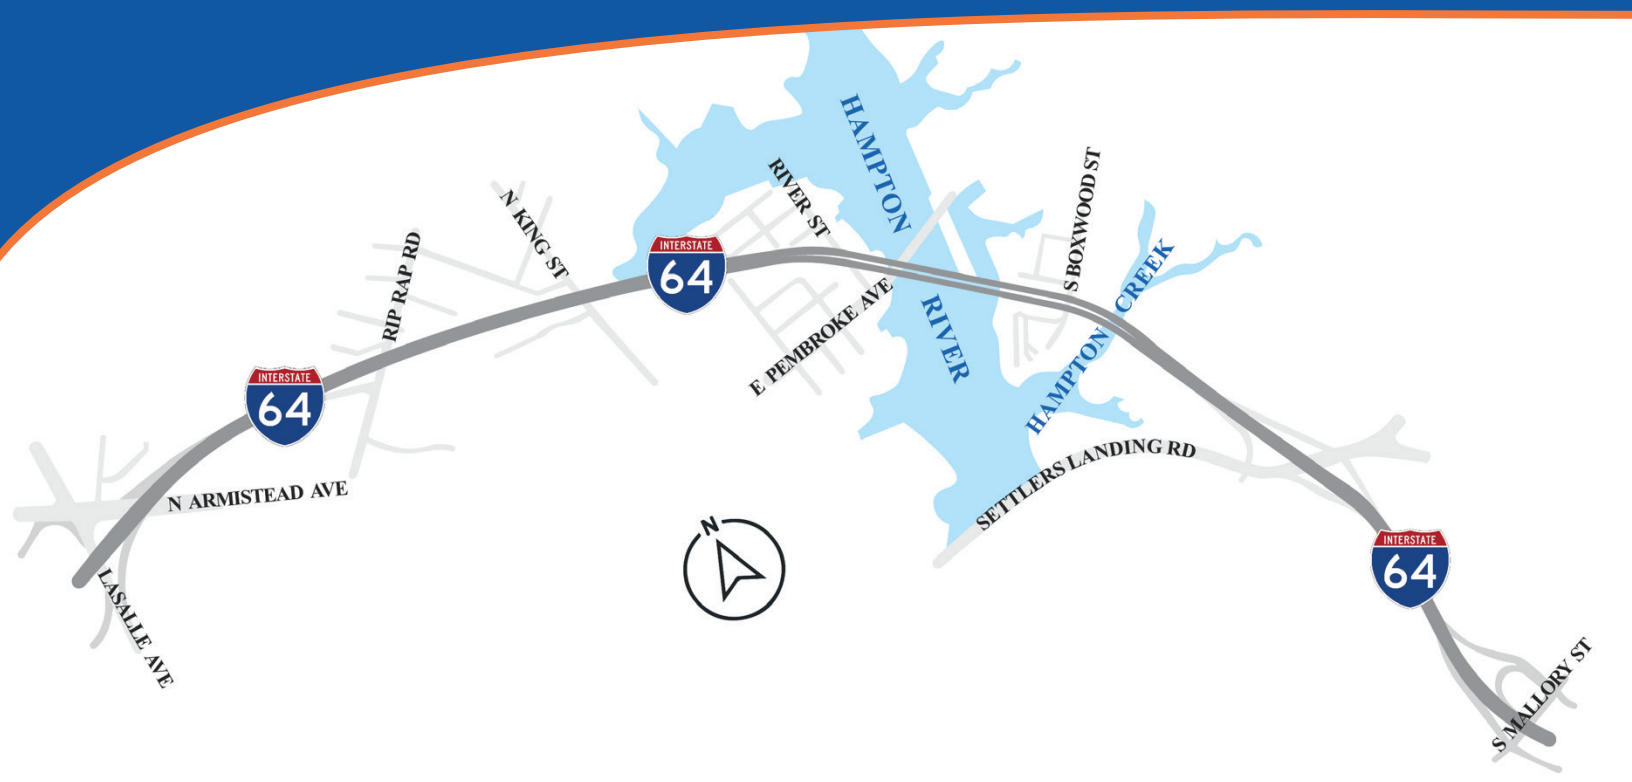 HAMPTON
RIVER
RIVER ST
S BOXWOOD ST
N KING ST
RIP RAP RD
INTERSTATE
64
HAMPTON CREEK
E PEMBROKE AVE
INTERSTATE
64
N ARMISTEAD AVE
SETTLERS LANDING RD
N
INTERSTATE
64
LASALLE AVE
S MALLORY ST